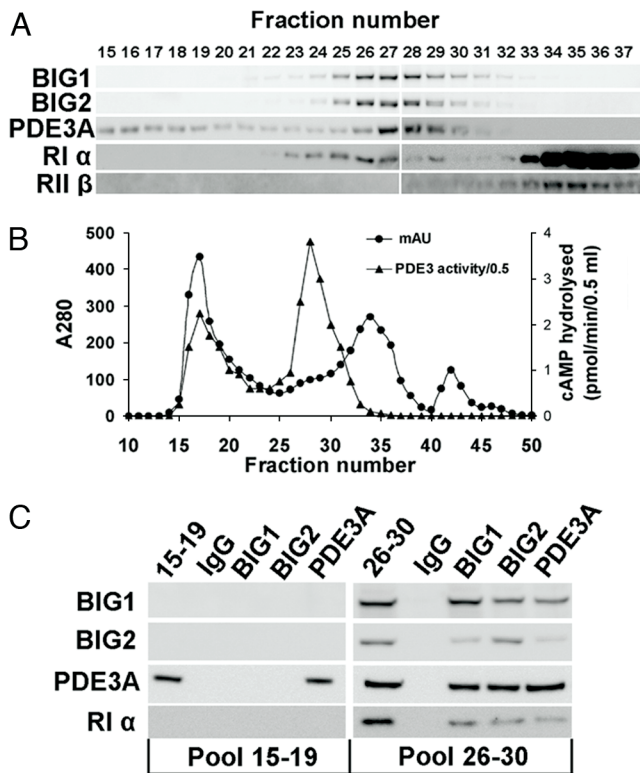 A
Fraction number
15 16 17 18 19 20 21 22 23 24 25 26 27 28 29 30 31 32 33 34 35 36 37
BIG1
BIG2
PDE3A
RI α
RII β
B
500
400
300
200
100
0
A280
mAU
PDE3 activity/0.5
4
3
2
1
0
cAMP hydrolysed
(pmol/min/0.5 ml)
10 15 20 25 30 35 40 45 50
Fraction number
C
15-19 IgG BIG1 BIG2 PDE3A 26-30 IgG BIG1 BIG2 PDE3A
BIG1
BIG2
PDE3A
RI α
Pool 15-19 Pool 26-30